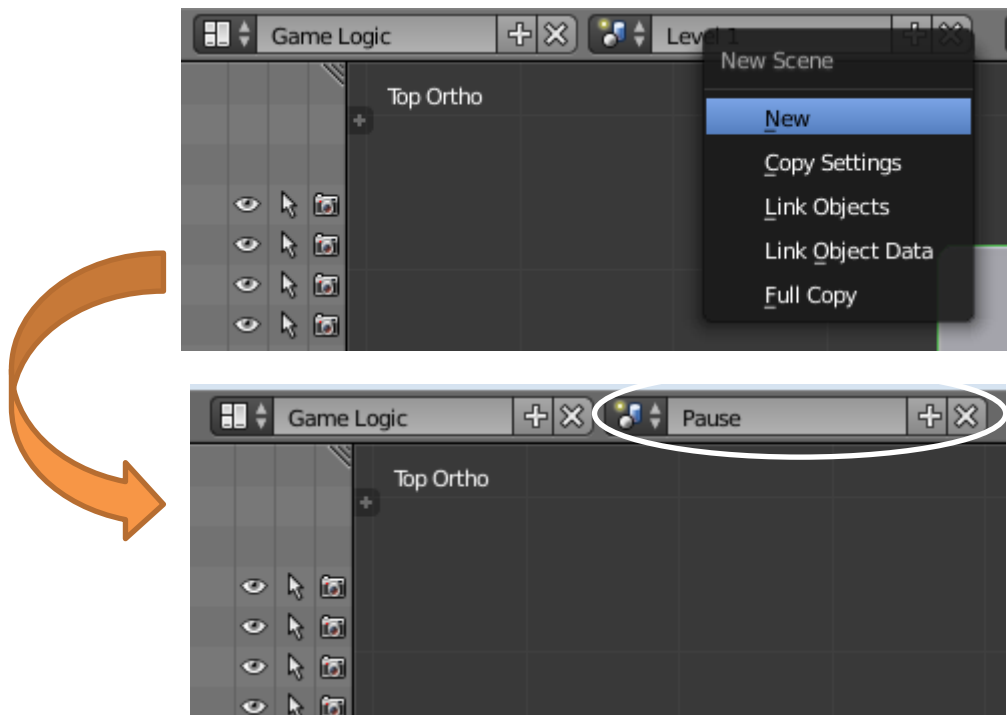 Game Logic
Level 1
New Scene
Top Ortho
New
Copy Settings
Link Objects
Link Object Data
Full Copy
Game Logic
Pause
Top Ortho